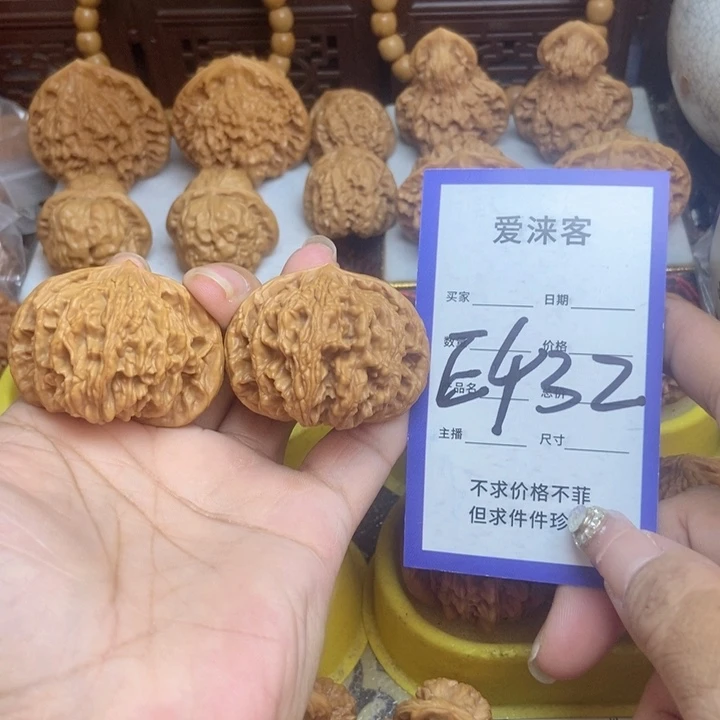 爱涞客
买家 日期
数 价格
E432
品名 总价
主播 尺寸
不求价格不菲
但求件件珍